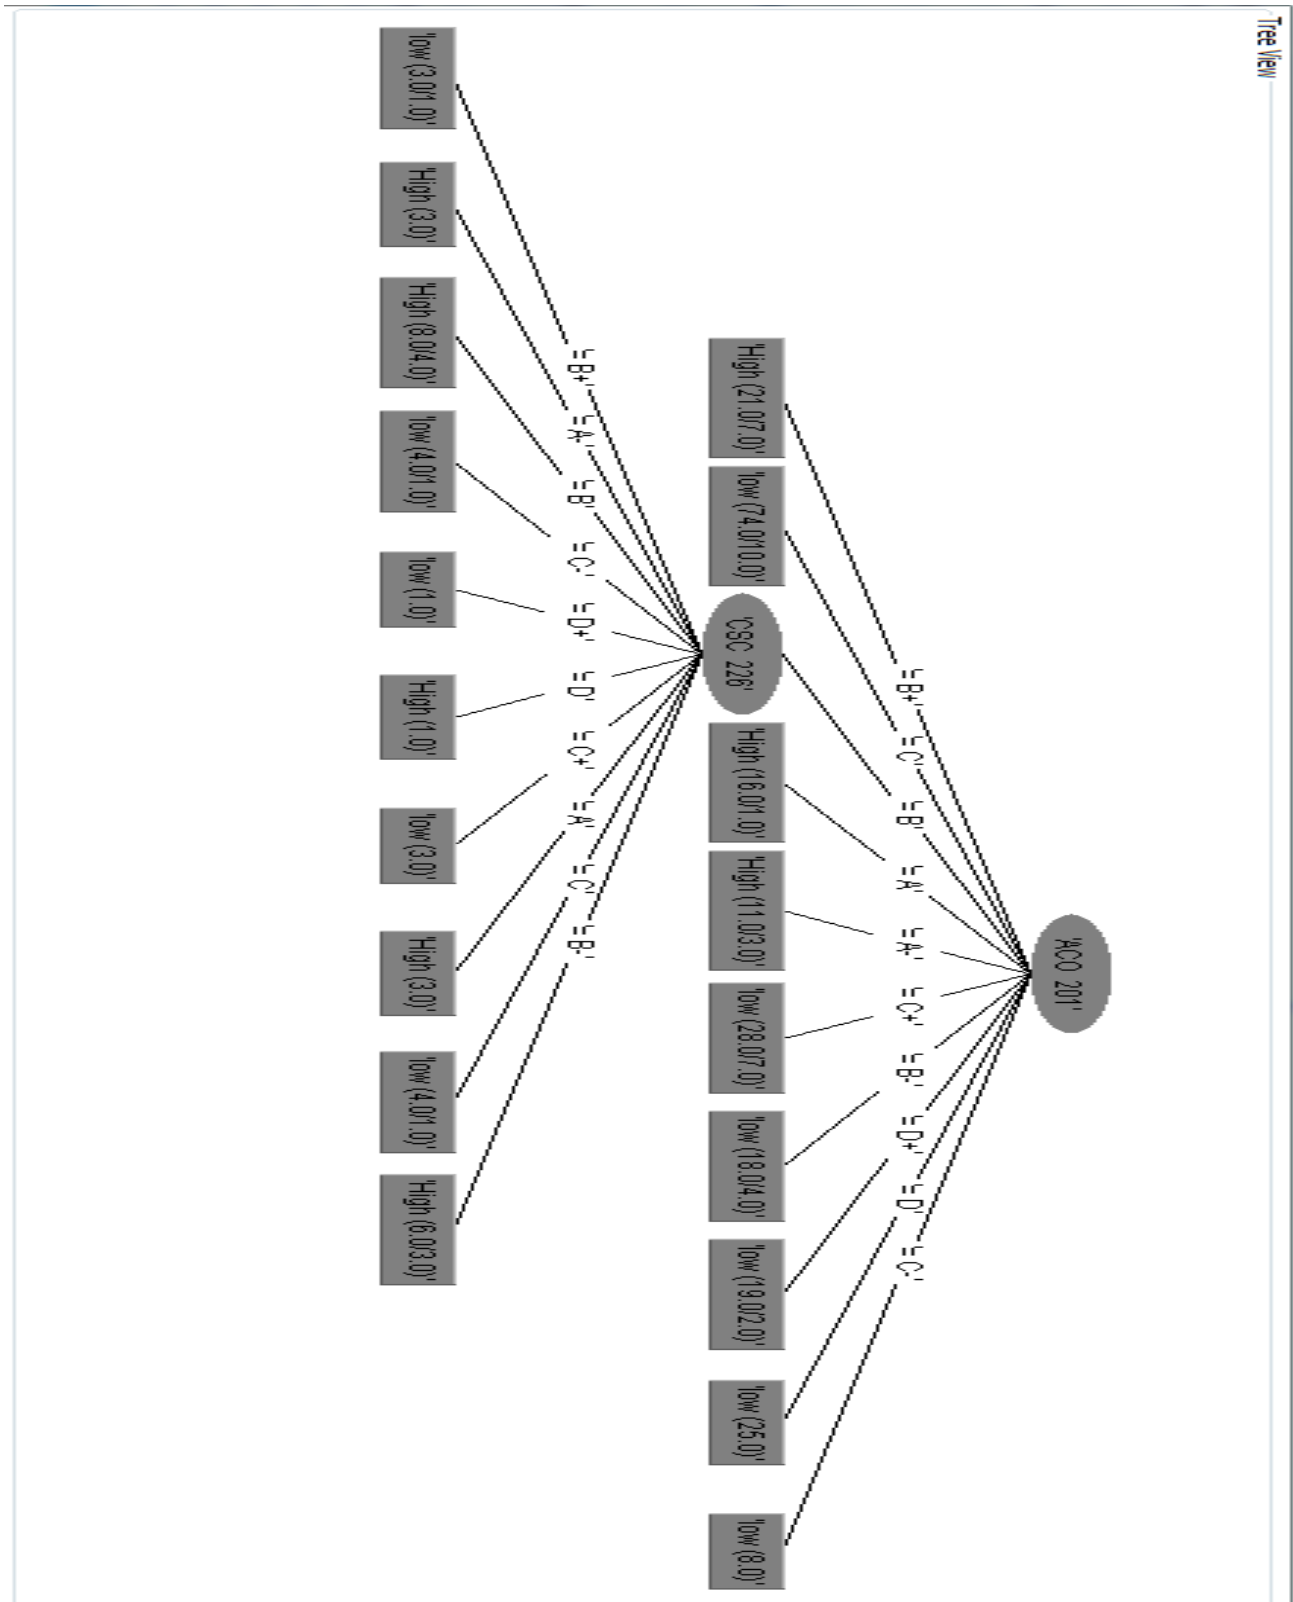 Tree View
'ACO 201'
'= B+'
'= C'
'= B'
'= A'
'= A-'
'= C+'
'= B-'
'= D+'
'= D'
'= C-'
'High (21.0/7.0)'
'low (74.0/10.0)'
'CSC 226'
'High (16.0/1.0)'
'High (11.0/3.0)'
'low (28.0/7.0)'
'low (18.0/4.0)'
'low (19.0/2.0)'
'low (25.0)'
'low (8.0)'
'= B+'
'= A-'
'= B'
'= C-'
'= D+'
'= D'
'= C+'
'= A'
'= C'
'= B-'
'low (3.0/1.0)'
'High (3.0)'
'High (8.0/4.0)'
'low (4.0/1.0)'
'low (1.0)'
'High (1.0)'
'low (3.0)'
'High (3.0)'
'low (4.0/1.0)'
'High (6.0/3.0)'